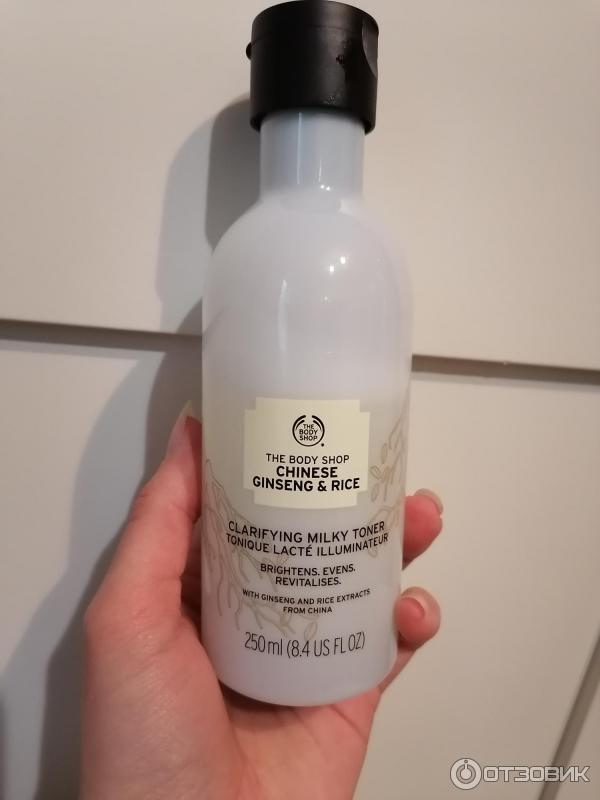 THE
BODY
SHOP
THE BODY SHOP
CHINESE
GINSENG & RICE
CLARIFYING MILKY TONER
TONIQUE LACTÉ ILLUMINATEUR
BRIGHTENS. EVENS.
REVITALISES.
WITH GINSENG AND RICE EXTRACTS
FROM CHINA
250 ml (8.4 US FL OZ)
ОТЗОВИК